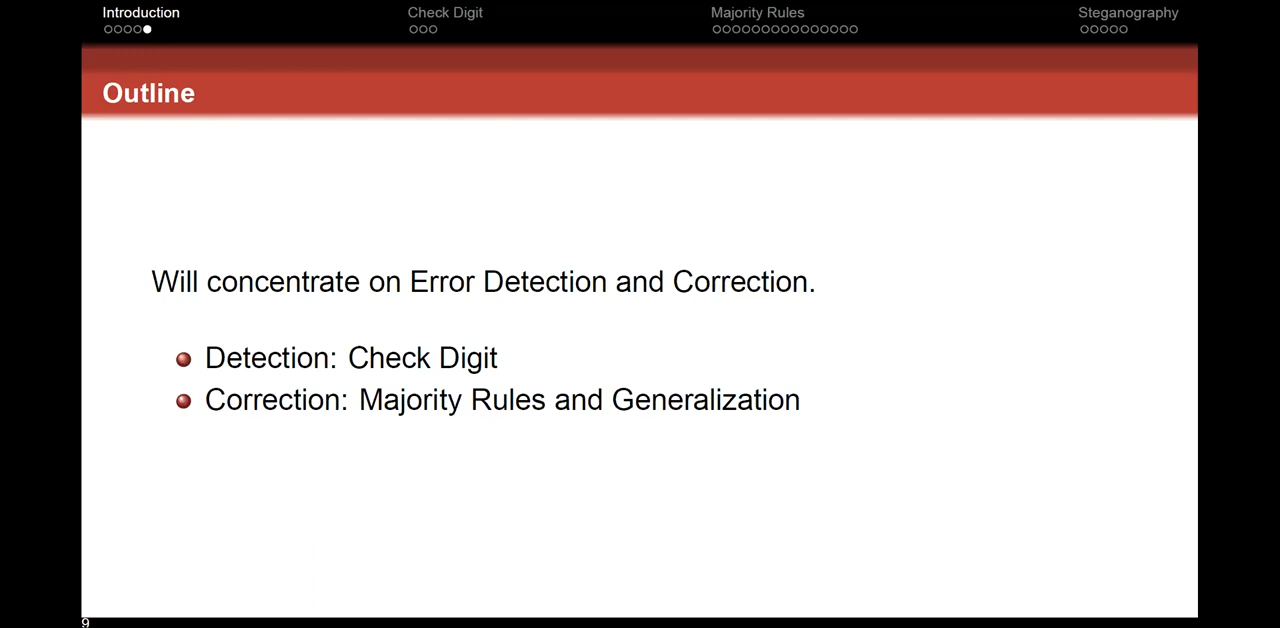 Introduction
Check Digit
Majority Rules
Steganography
Outline
Will concentrate on Error Detection and Correction.
Detection: Check Digit
Correction: Majority Rules and Generalization
9